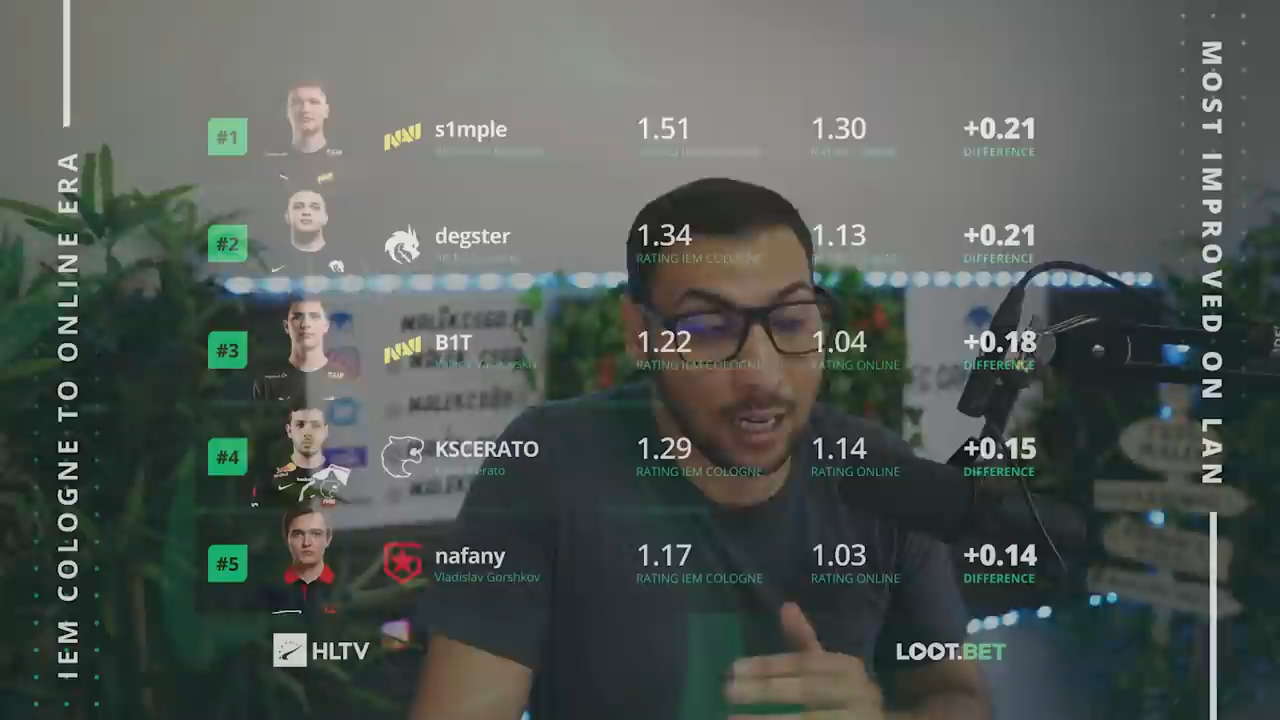 IEM COLOGNE TO ONLINE ERA
MOST IMPROVED ON LAN
#1 NAVI s1mple 1.51 1.30 +0.21
DIFFERENCE
#2 degster 1.34 1.13 +0.21
RATING IEM COLOGNE DIFFERENCE
#3 NAVI B1T 1.22 1.04 +0.18
RATING IEM COLOGNE RATING ONLINE DIFFERENCE
#4 KSCERATO 1.29 1.14 +0.15
RATING IEM COLOGNE RATING ONLINE DIFFERENCE
#5 nafany 1.17 1.03 +0.14
Vladislav Gorshkov RATING IEM COLOGNE RATING ONLINE DIFFERENCE
HLTV LOOT.BET